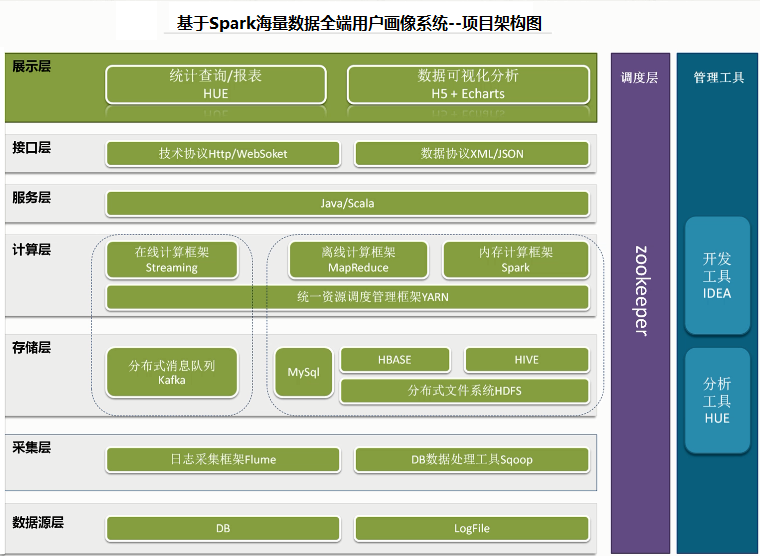 基于Spark海量数据全端用户画像系统--项目架构图
展示层
统计查询/报表
HUE
数据可视化分析
H5 + Echarts
接口层
技术协议Http/WebSoket
数据协议XML/JSON
服务层
Java/Scala
计算层
在线计算框架
Streaming
离线计算框架
MapReduce
内存计算框架
Spark
统一资源调度管理框架YARN
存储层
分布式消息队列
Kafka
MySql
HBASE
HIVE
分布式文件系统HDFS
采集层
日志采集框架Flume
DB数据处理工具Sqoop
数据源层
DB
LogFile
调度层
zookeeper
管理工具
开发
工具
IDEA
分析
工具
HUE